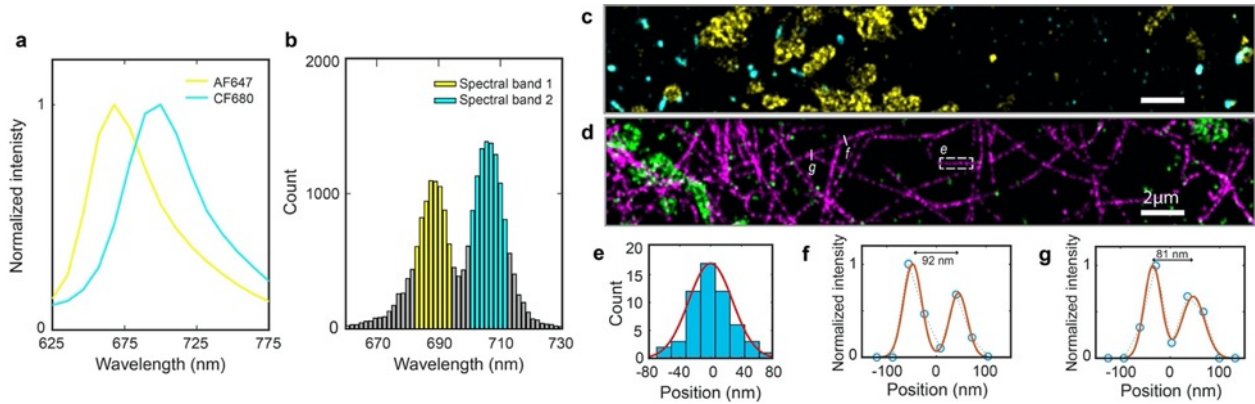 a
AF647
CF680
Normalized intenisty
1
0
625 675 725 775
Wavelength (nm)
b
Spectral band 1
Spectral band 2
Count
2000
1000
0
670 690 710 730
Wavelength (nm)
c
d
e
f
g
2μm
e
Count
20
15
10
5
0
-80 -40 0 40 80
Position (nm)
f
92 nm
Normalized intensity
1
0
-100 0 100
Position (nm)
g
81 nm
Normalized intensity
1
0
-100 0 100
Position (nm)